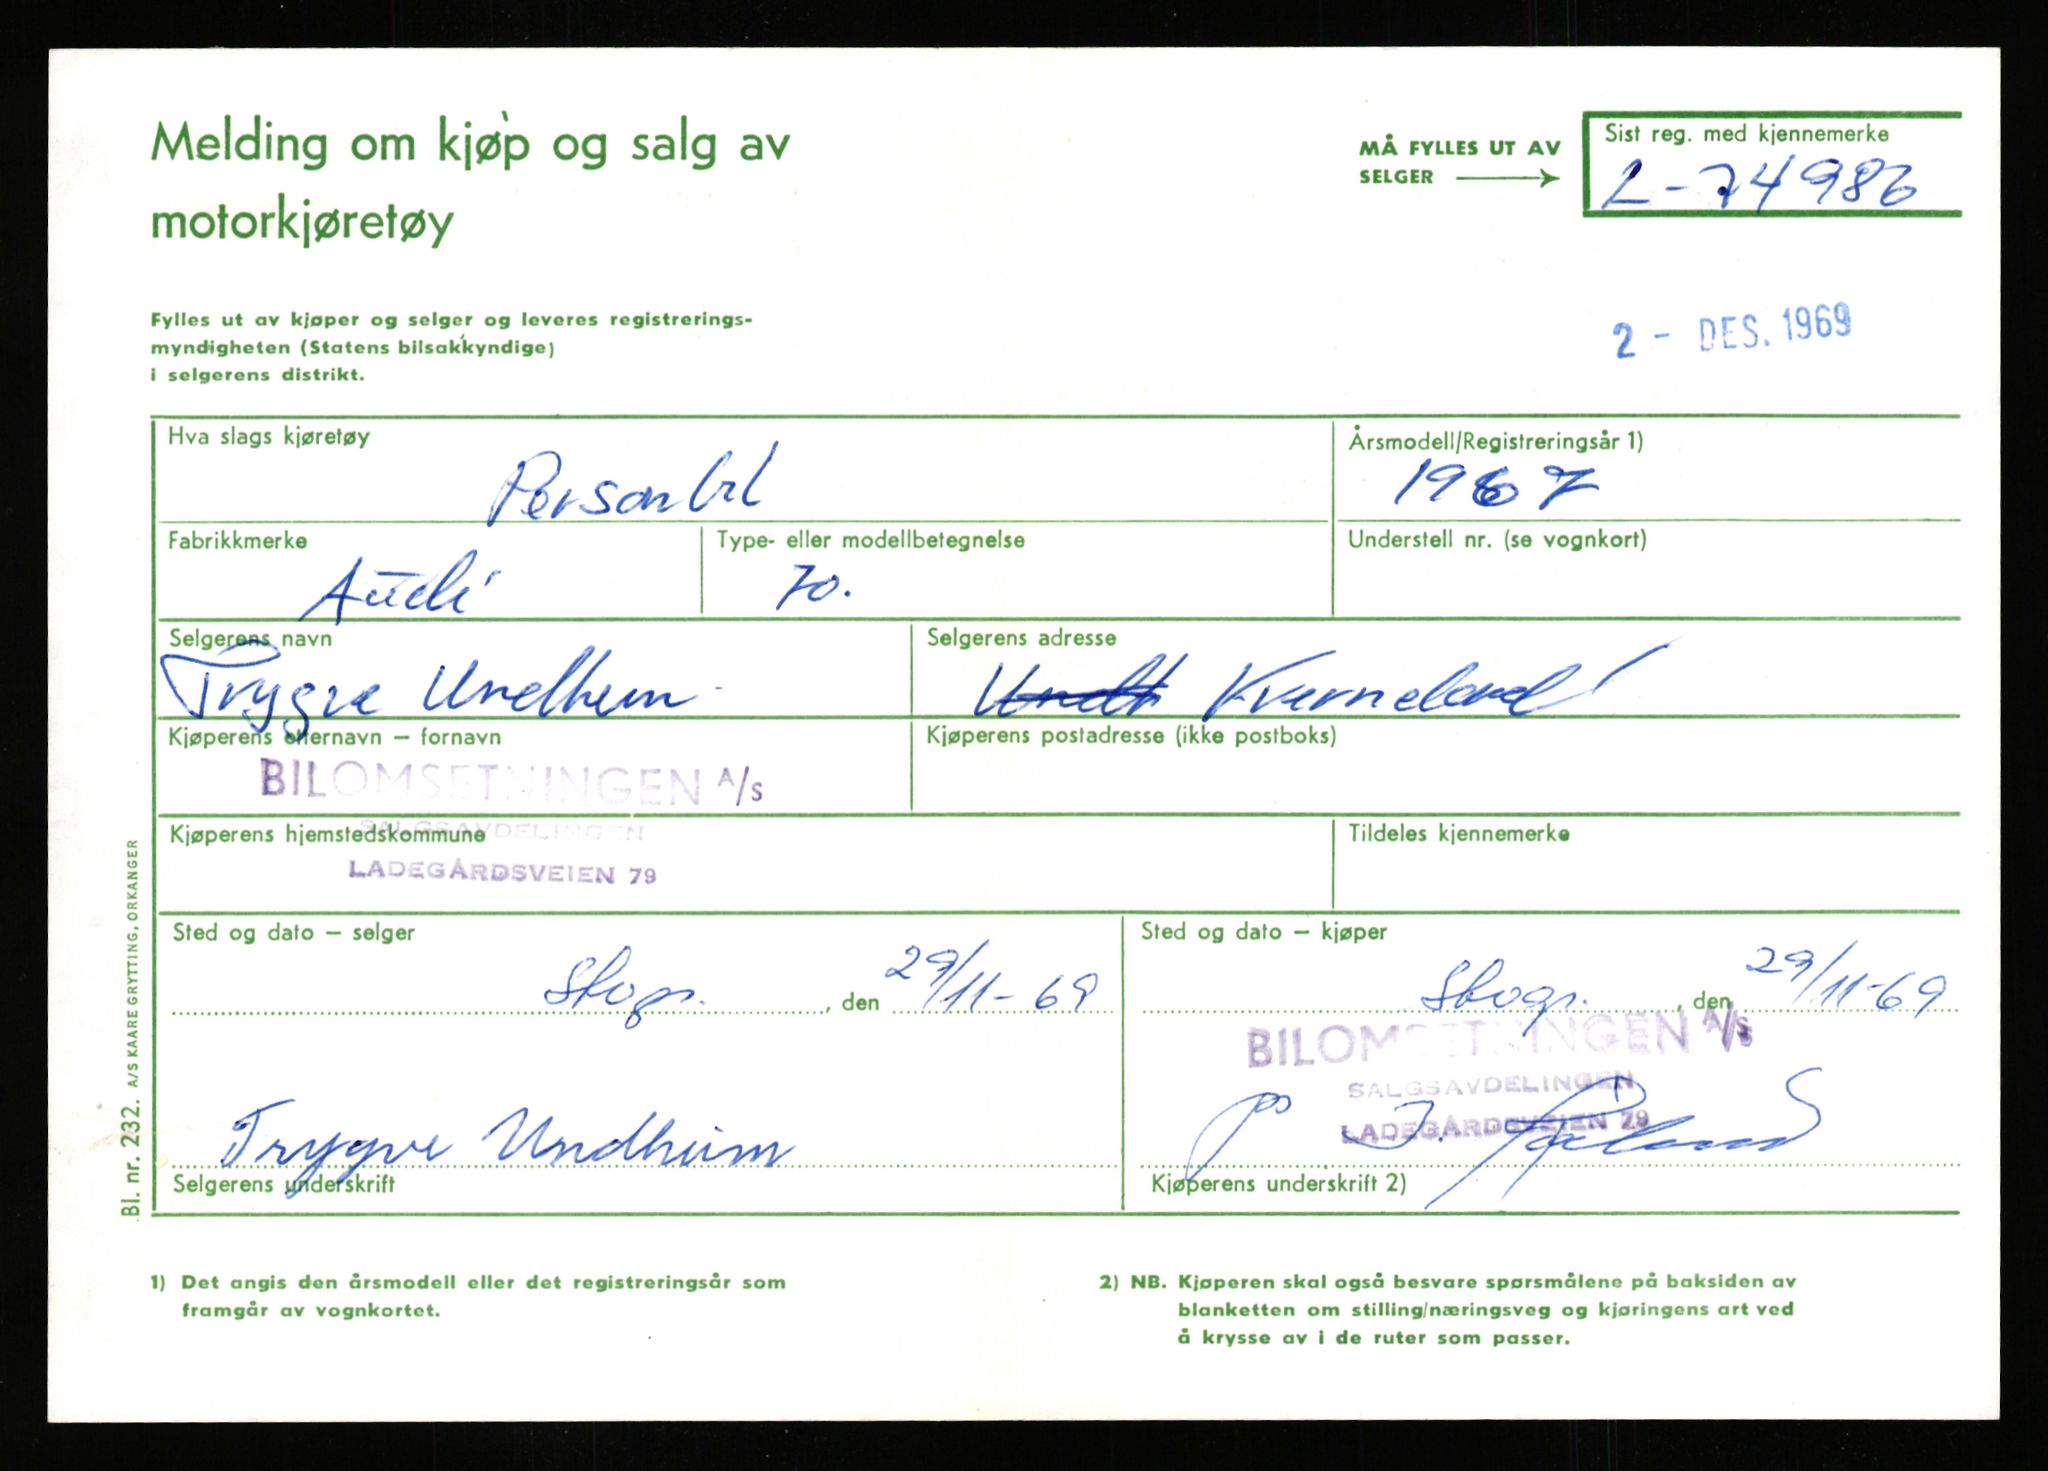 Melding om kjøp og salg av
motorkjøretøy
MÅ FYLLES UT AV
SELGER
Sist reg. med kjennemerke
L-74986
Fylles ut av kjøper og selger og leveres registrerings-
myndigheten (Statens bilsakkyndige)
i selgerens distrikt.
2 - DES. 1969
Hva slags kjøretøy
Personbil
Årsmodell/Registreringsår 1)
1967
Fabrikkmerke
Audi
Type- eller modellbetegnelse
70.
Understell nr. (se vognkort)
Selgerens navn
Trygve Undheim
Selgerens adresse
Kverneland
Kjøperens etternavn – fornavn
BILOMSETNINGEN A/S
SALGSAVDELINGEN
LADEGÅRDSVEIEN 79
Kjøperens postadresse (ikke postboks)
Kjøperens hjemstedskommune
Tildeles kjennemerke
Sted og dato – selger
, den 29/11-69
Trygve Undheim
Selgerens underskrift
Sted og dato – kjøper
, den 29/11-69
BILOMSETNINGEN A/S
SALGSAVDELINGEN
LADEGÅRDSVEIEN 79
Kjøperens underskrift 2)
Bl. nr. 232. A/S KAARE GRYTTING, ORKANGER
1) Det angis den årsmodell eller det registreringsår som
framgår av vognkortet.
2) NB. Kjøperen skal også besvare spørsmålene på baksiden av
blanketten om stilling/næringsveg og kjøringens art ved
å krysse av i de ruter som passer.